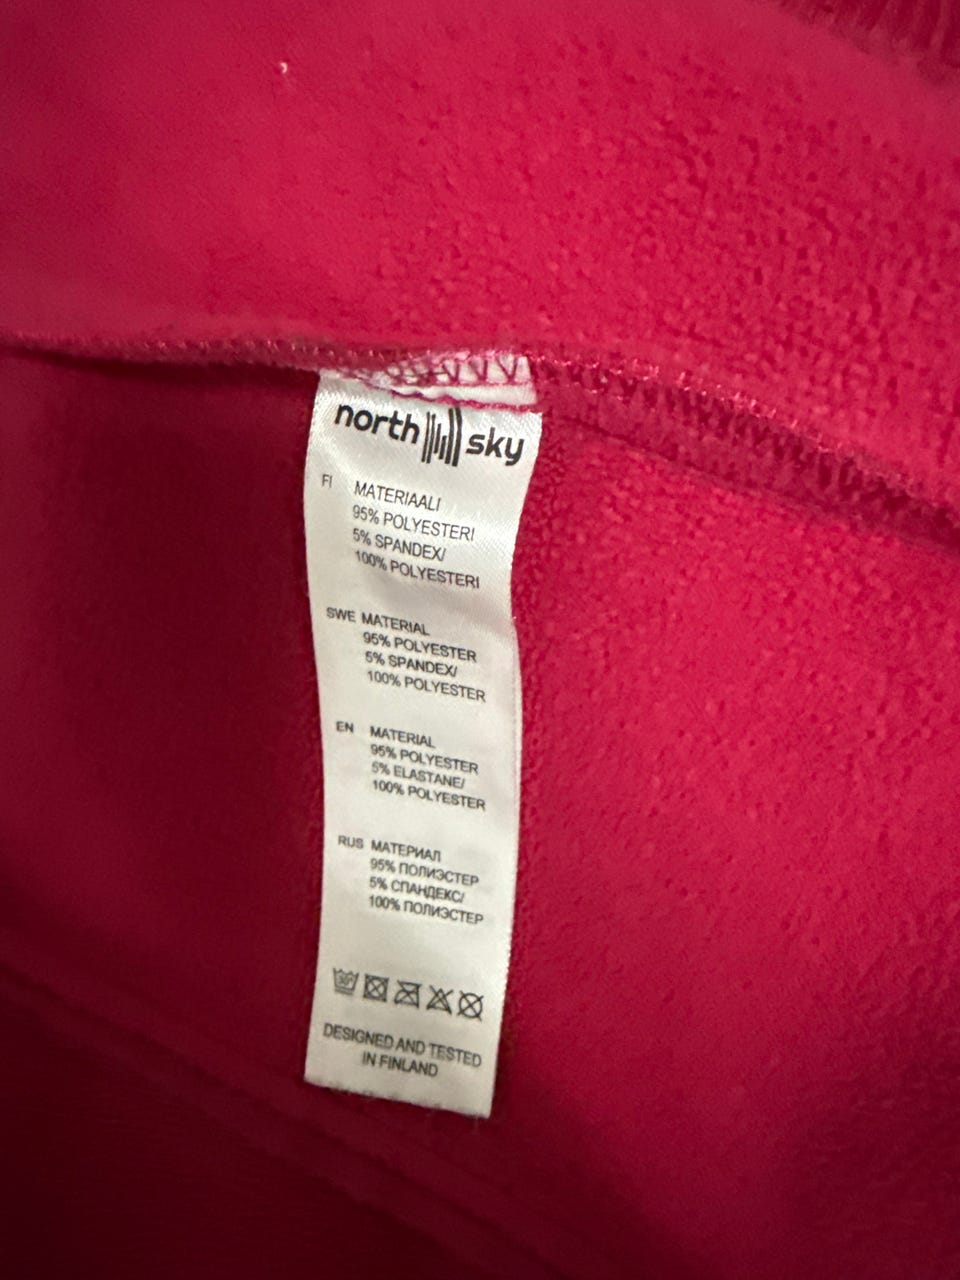 north sky
FI MATERIAALI
95% POLYESTERI
5% SPANDEX/
100% POLYESTERI
SWE MATERIAL
95% POLYESTER
5% SPANDEX/
100% POLYESTER
EN MATERIAL
95% POLYESTER
5% ELASTANE/
100% POLYESTER
RUS МАТЕРИАЛ
95% ПОЛИЭСТЕР
5% СПАНДЕКС/
100% ПОЛИЭСТЕР
30°
DESIGNED AND TESTED
IN FINLAND